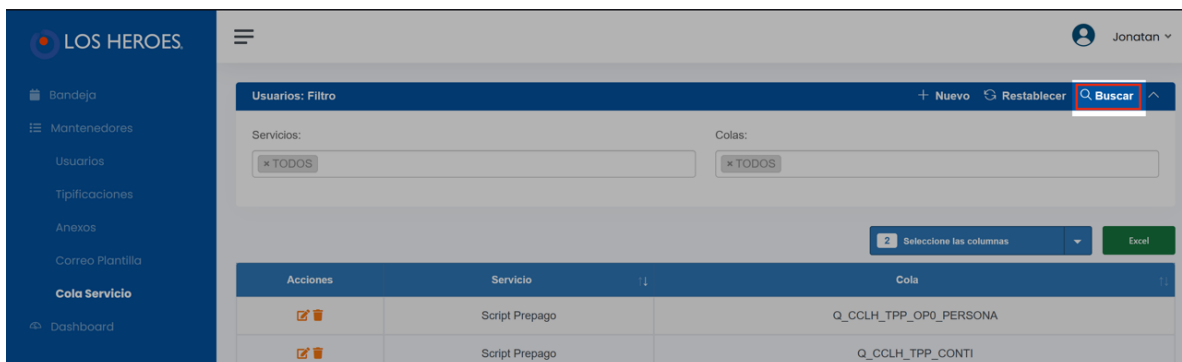 LOS HEROES.
Jonatan
Bandeja
Mantenedores
Usuarios
Tipificaciones
Anexos
Correo Plantilla
Cola Servicio
Dashboard
Usuarios: Filtro
+ Nuevo Restablecer Buscar
Servicios: Colas:
× TODOS × TODOS
2 Seleccione las columnas Excel
Acciones Servicio Cola
Script Prepago Q_CCLH_TPP_OP0_PERSONA
Script Prepago Q_CCLH_TPP_CONTI